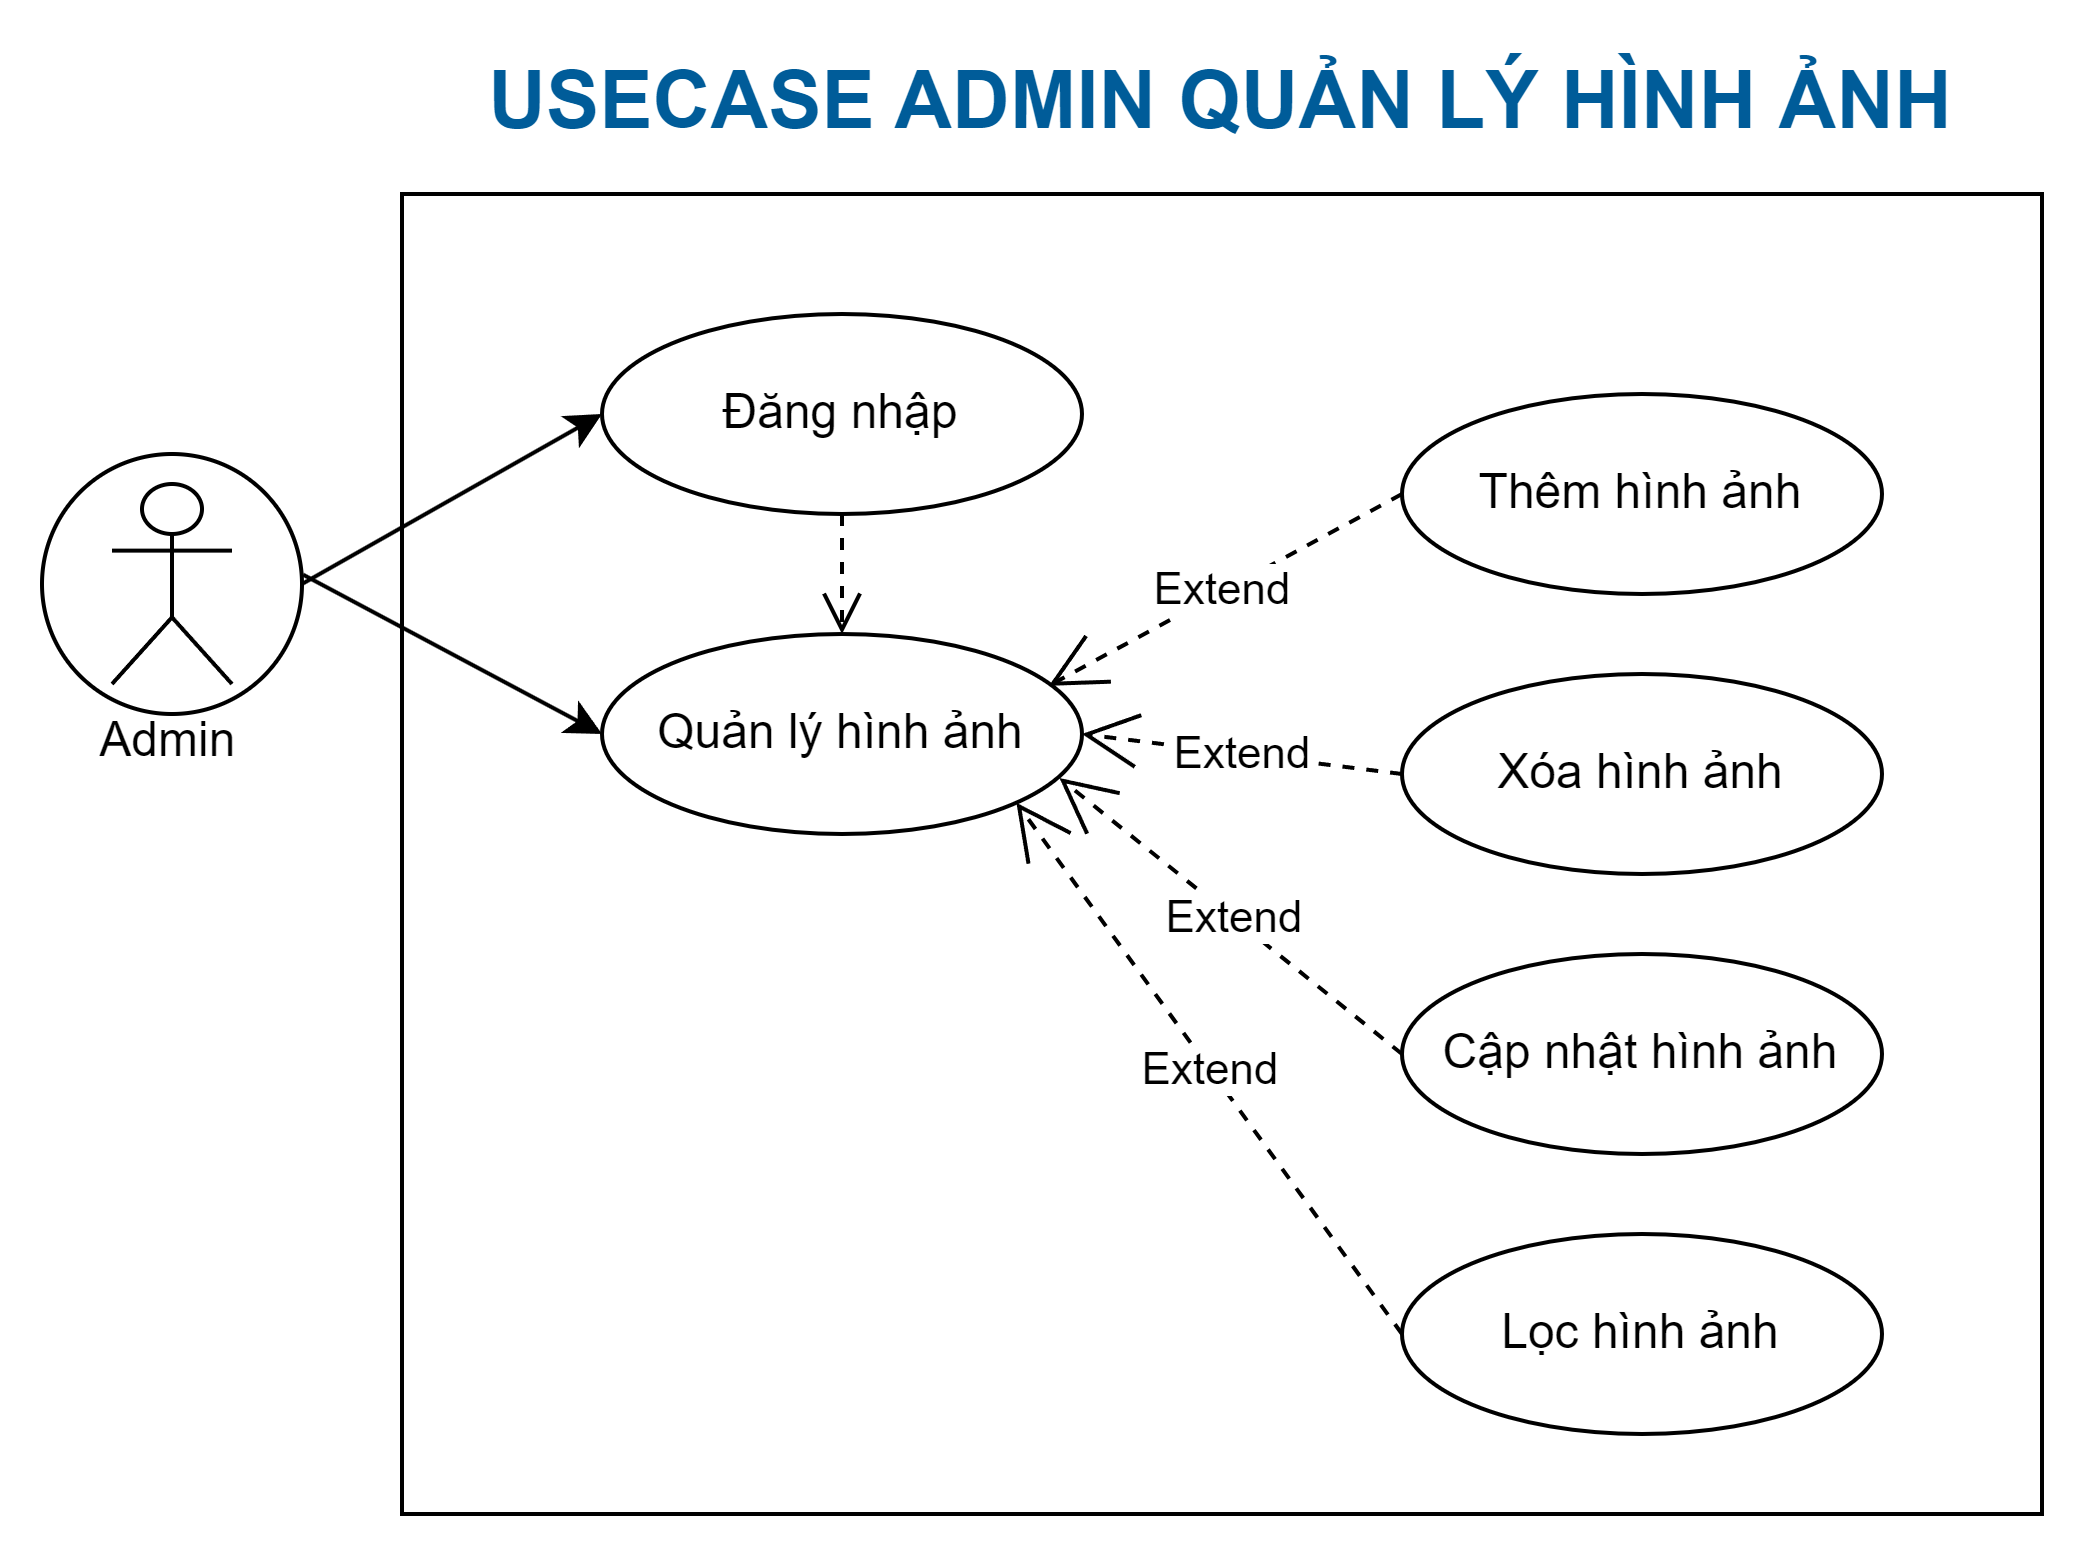 USECASE ADMIN QUẢN LÝ HÌNH ẢNH
Đăng nhập
Thêm hình ảnh
Extend
Admin
Quản lý hình ảnh
Extend
Xóa hình ảnh
Extend
Cập nhật hình ảnh
Extend
Lọc hình ảnh